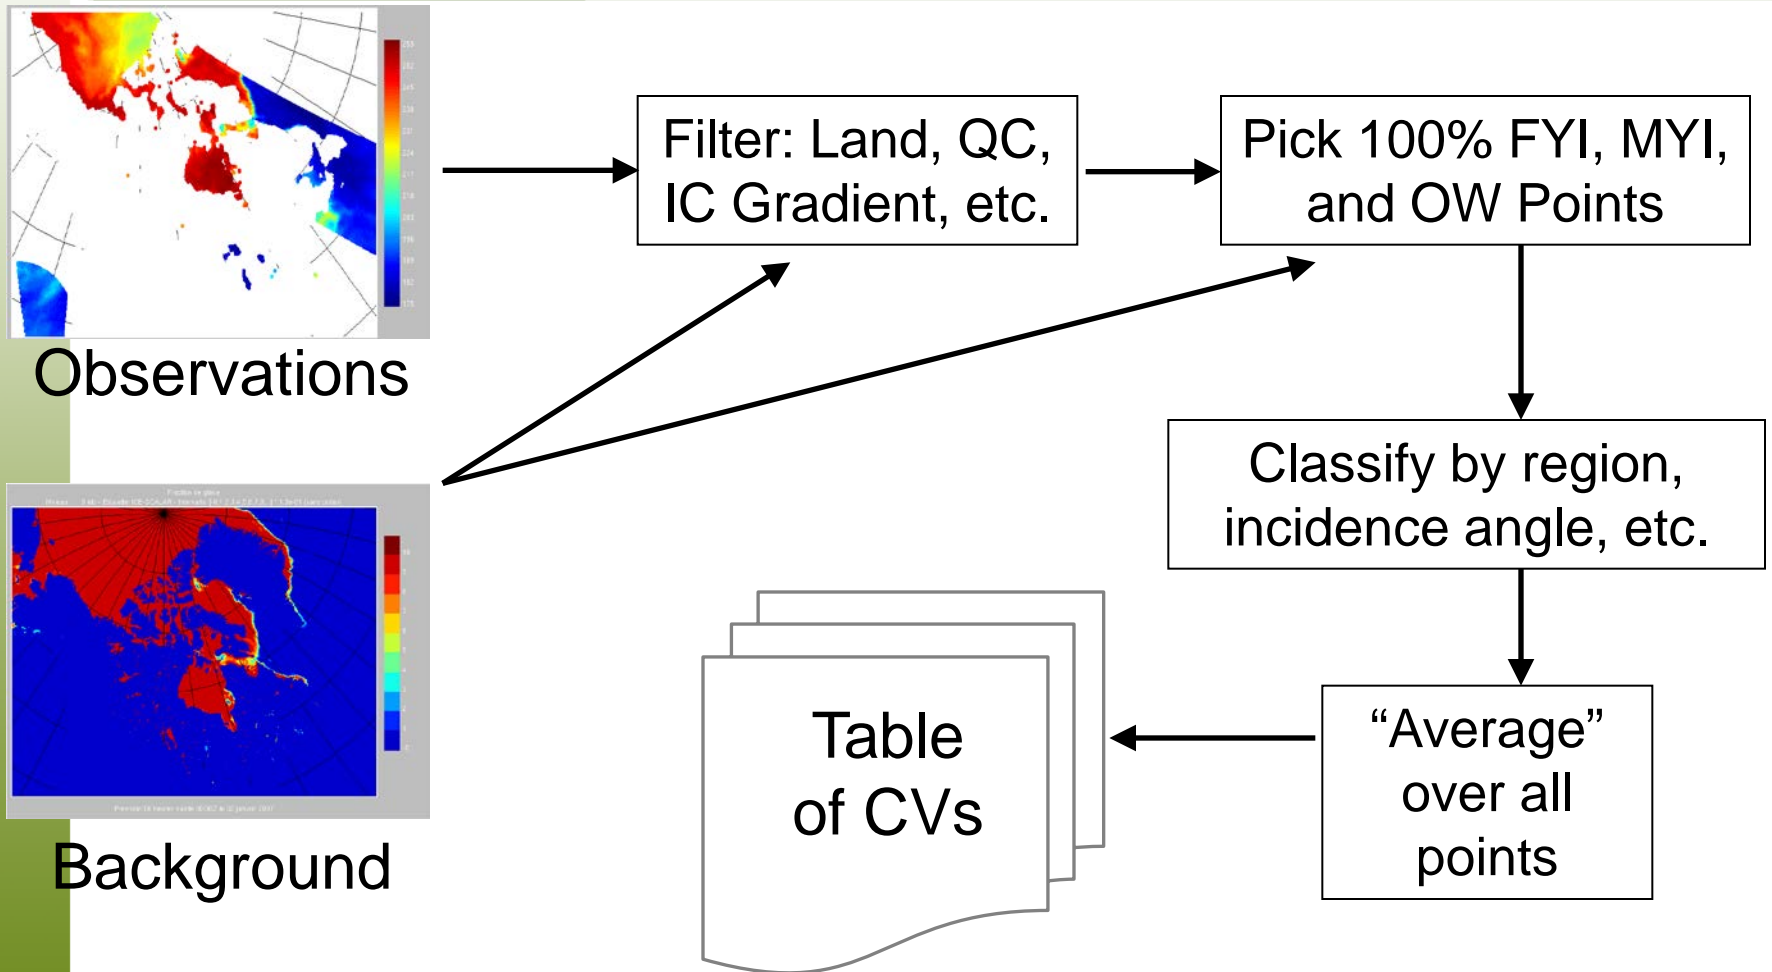 Observations
Filter: Land, QC,
IC Gradient, etc.
Pick 100% FYI, MYI,
and OW Points
Classify by region,
incidence angle, etc.
“Average”
over all
points
Table
of CVs
Background